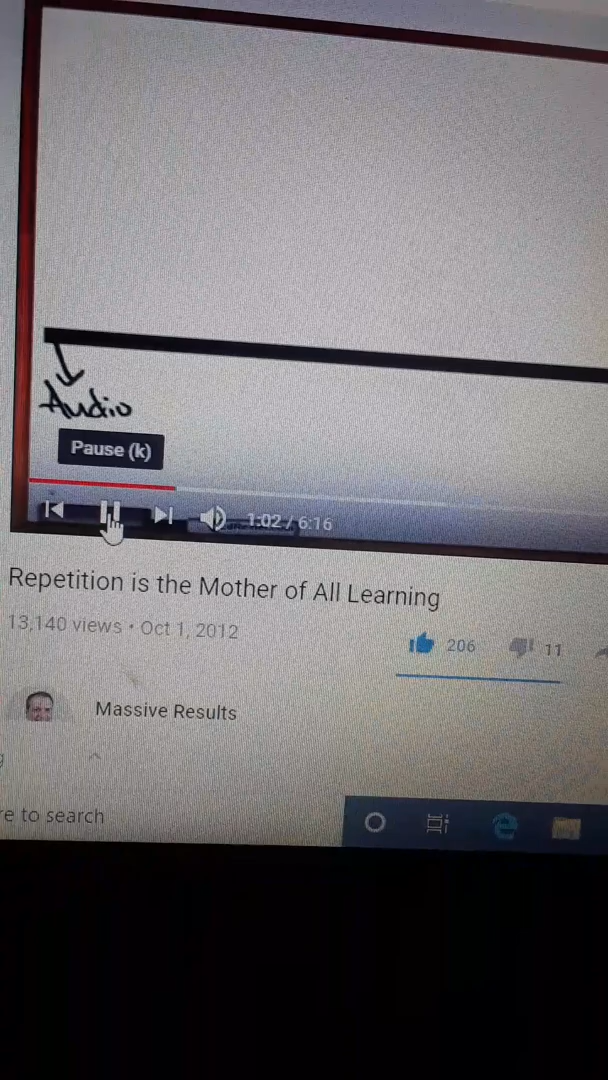 Audio
Pause (k)
1:02 / 6:16
Repetition is the Mother of All Learning
13,140 views • Oct 1, 2012
206
11
Massive Results
g
re to search